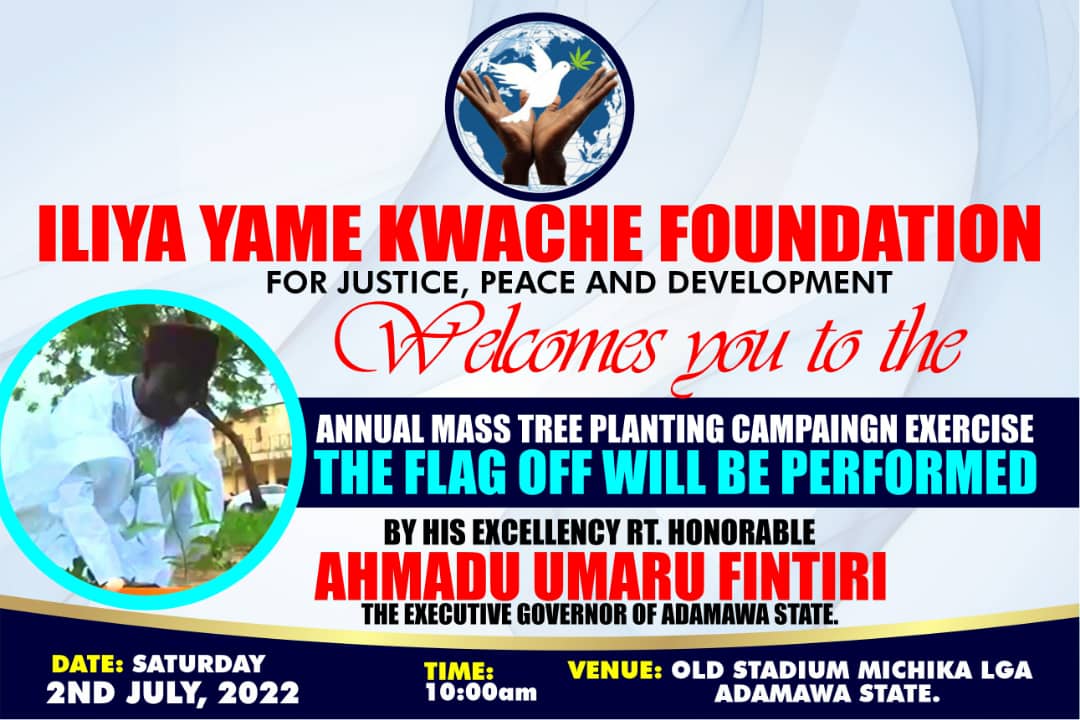 ILIYA YAME KWACHE FOUNDATION
FOR JUSTICE, PEACE AND DEVELOPMENT
Welcomes you to the
ANNUAL MASS TREE PLANTING CAMPAINGN EXERCISE
THE FLAG OFF WILL BE PERFORMED
BY HIS EXCELLENCY RT. HONORABLE
AHMADU UMARU FINTIRI
THE EXECUTIVE GOVERNOR OF ADAMAWA STATE.
DATE: SATURDAY
2ND JULY, 2022
TIME:
10:00am
VENUE: OLD STADIUM MICHIKA LGA
ADAMAWA STATE.